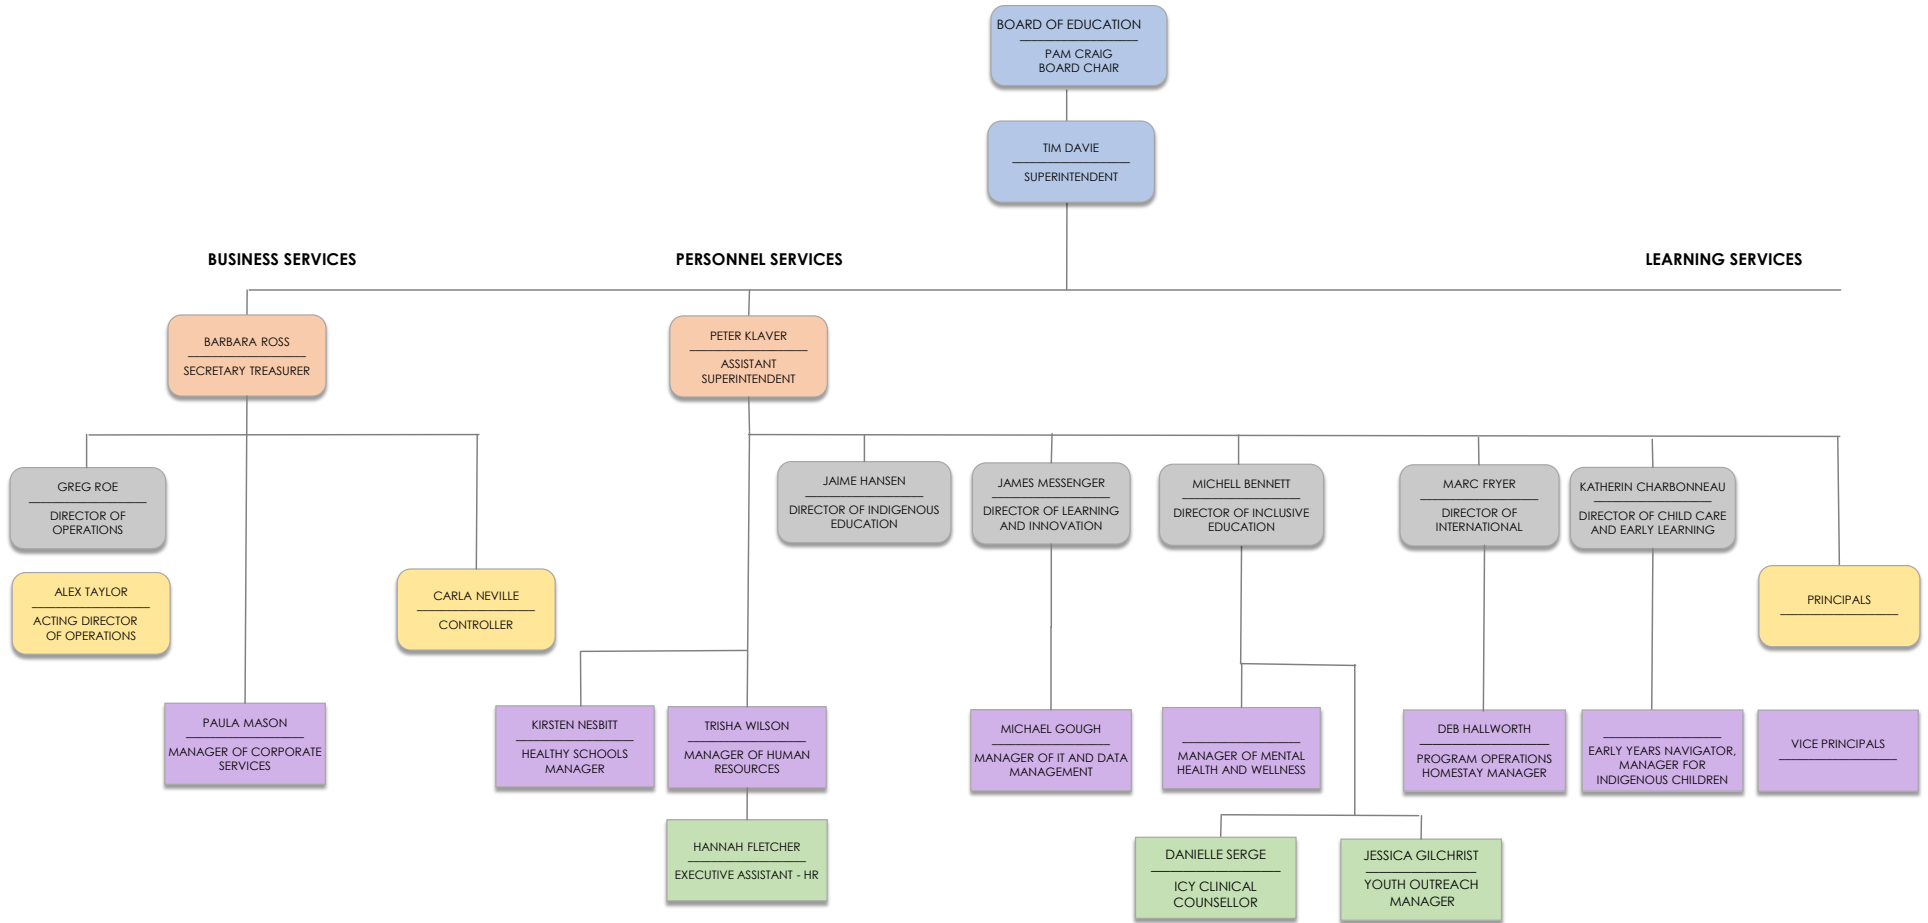 BOARD OF EDUCATION
PAM CRAIG
BOARD CHAIR
TIM DAVIE
SUPERINTENDENT
BUSINESS SERVICES
PERSONNEL SERVICES
LEARNING SERVICES
BARBARA ROSS
SECRETARY TREASURER
PETER KLAVER
ASSISTANT
SUPERINTENDENT
GREG ROE
DIRECTOR OF
OPERATIONS
JAIME HANSEN
DIRECTOR OF INDIGENOUS
EDUCATION
JAMES MESSENGER
DIRECTOR OF LEARNING
AND INNOVATION
MICHELL BENNETT
DIRECTOR OF INCLUSIVE
EDUCATION
MARC FRYER
DIRECTOR OF
INTERNATIONAL
KATHERIN CHARBONNEAU
DIRECTOR OF CHILD CARE
AND EARLY LEARNING
ALEX TAYLOR
ACTING DIRECTOR
OF OPERATIONS
CARLA NEVILLE
CONTROLLER
PRINCIPALS
PAULA MASON
MANAGER OF CORPORATE
SERVICES
KIRSTEN NESBITT
HEALTHY SCHOOLS
MANAGER
TRISHA WILSON
MANAGER OF HUMAN
RESOURCES
MICHAEL GOUGH
MANAGER OF IT AND DATA
MANAGEMENT
MANAGER OF MENTAL
HEALTH AND WELLNESS
DEB HALLWORTH
PROGRAM OPERATIONS
HOMESTAY MANAGER
EARLY YEARS NAVIGATOR,
MANAGER FOR
INDIGENOUS CHILDREN
VICE PRINCIPALS
HANNAH FLETCHER
EXECUTIVE ASSISTANT - HR
DANIELLE SERGE
ICY CLINICAL
COUNSELLOR
JESSICA GILCHRIST
YOUTH OUTREACH
MANAGER